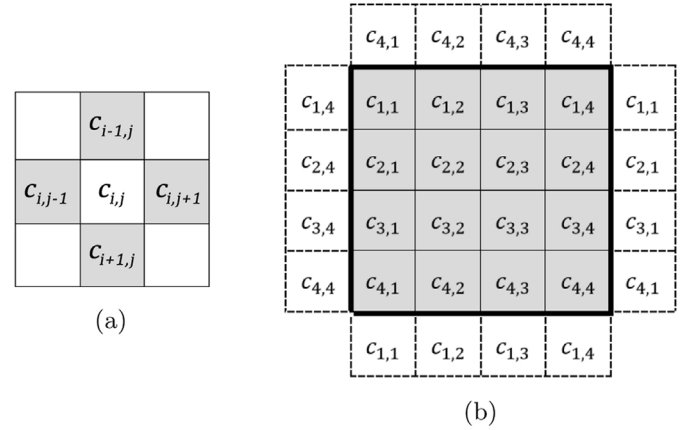 c_{i-1,j}
c_{i,j-1} c_{i,j} c_{i,j+1}
c_{i+1,j}
(a)
c_{4,1} c_{4,2} c_{4,3} c_{4,4}
c_{1,4} c_{1,1} c_{1,2} c_{1,3} c_{1,4} c_{1,1}
c_{2,4} c_{2,1} c_{2,2} c_{2,3} c_{2,4} c_{2,1}
c_{3,4} c_{3,1} c_{3,2} c_{3,3} c_{3,4} c_{3,1}
c_{4,4} c_{4,1} c_{4,2} c_{4,3} c_{4,4} c_{4,1}
c_{1,1} c_{1,2} c_{1,3} c_{1,4}
(b)